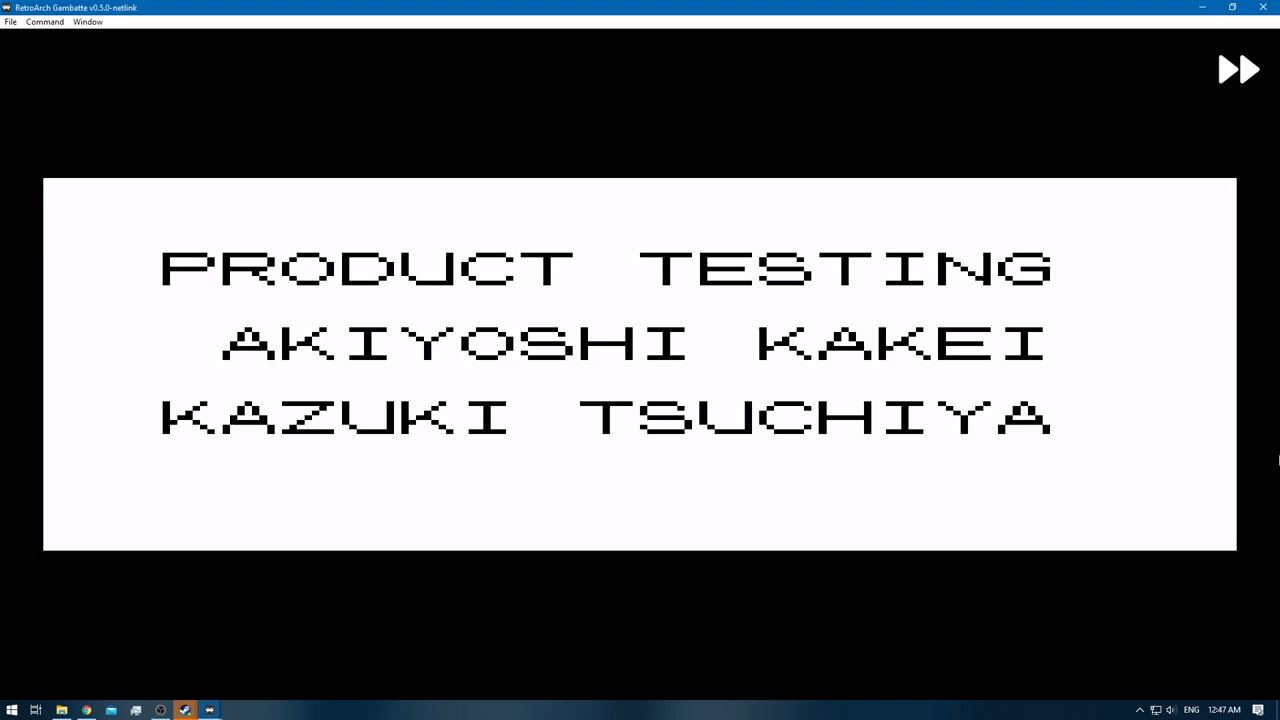 RetroArch Gambatte v0.5.0-netlink
File Command Window
PRODUCT TESTING
AKIYOSHI KAKEI
KAZUKI TSUCHIYA
ENG 12:47 AM